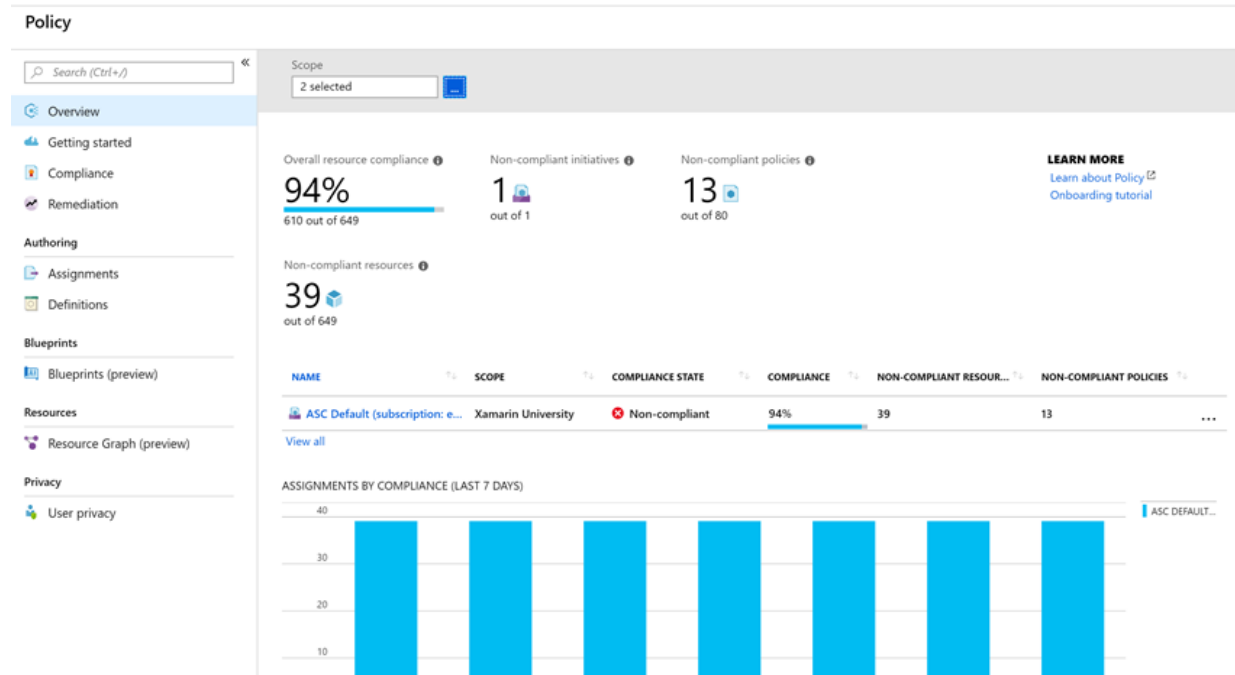 Policy
Search (Ctrl+/)
«
Overview
Getting started
Compliance
Remediation
Authoring
Assignments
Definitions
Blueprints
Blueprints (preview)
Resources
Resource Graph (preview)
Privacy
User privacy
Scope
2 selected
...
Overall resource compliance
94%
610 out of 649
Non-compliant initiatives
1
out of 1
Non-compliant policies
13
out of 80
LEARN MORE
Learn about Policy
Onboarding tutorial
Non-compliant resources
39
out of 649
NAME SCOPE COMPLIANCE STATE COMPLIANCE NON-COMPLIANT RESOUR... NON-COMPLIANT POLICIES
ASC Default (subscription: e... Xamarin University Non-compliant 94% 39 13 ...
View all
ASSIGNMENTS BY COMPLIANCE (LAST 7 DAYS)
40
30
20
10
ASC DEFAULT...